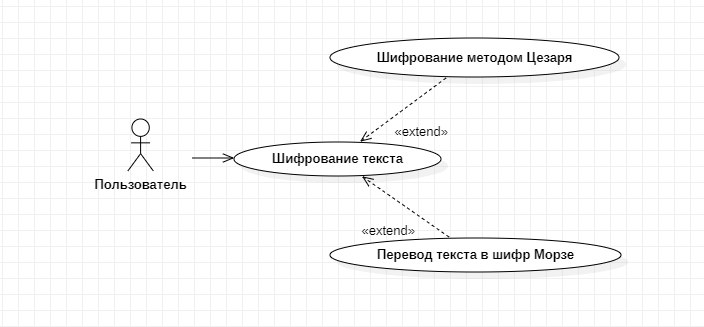 Шифрование методом Цезаря
«extend»
Шифрование текста
Пользователь
«extend»
Перевод текста в шифр Морзе